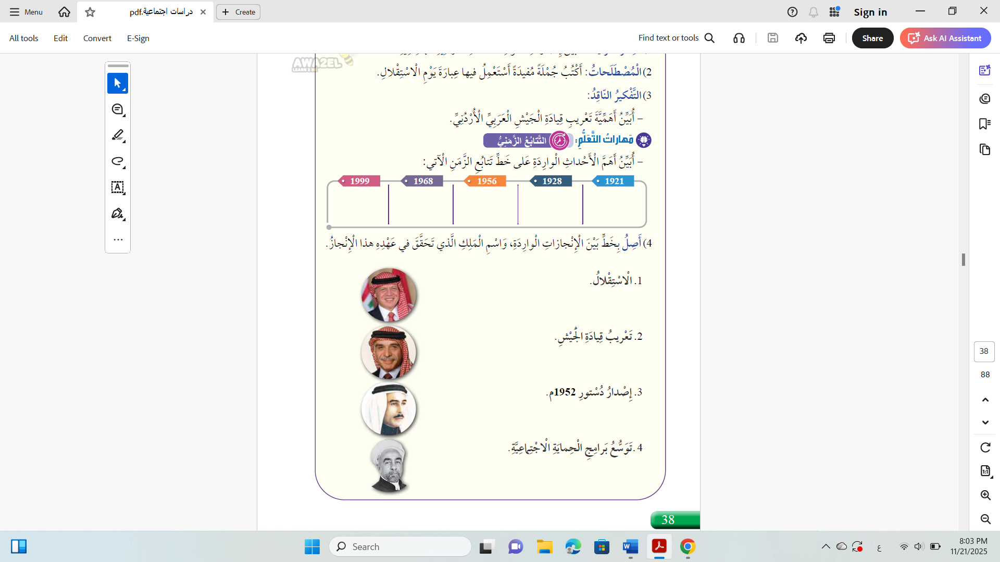 Menu
دراسات اجتماعية.pdf
Create
Sign in
All tools
Edit
Convert
E-Sign
Find text or tools
Share
Ask AI Assistant
AWA2EL
LEARN 2 BE
2) الْمُصْطَلَحاتُ: أَكْتُبُ جُمْلَةً مُفيدَةً أَسْتَعْمِلُ فيها عِبارَةَ يَوْمِ الْاسْتِقْلالِ.
3) التَّفْكيرُ النّاقِدُ:
– أُبَيِّنُ أَهَمِّيَّةَ تَعْريبِ قِيادَةِ الْجَيْشِ الْعَرَبِيِّ الْأُرْدُنِيِّ.
مَهاراتُ التَّعَلُّمِ: التَّتابُعُ الزَّمَنِيُّ
– أُبَيِّنُ أَهَمَّ الْأَحْداثِ الْوارِدَةِ عَلى خَطِّ تَتابُعِ الزَّمَنِ الْآتي:
1921 1928 1956 1968 1999
4) أَصِلُ بِخَطٍّ بَيْنَ الْإِنْجازاتِ الْوارِدَةِ، وَاسْمِ الْمَلِكِ الَّذي تَحَقَّقَ في عَهْدِهِ هذا الْإِنْجازُ.
1. الْاسْتِقْلالُ.
2. تَعْريبُ قِيادَةِ الْجَيْشِ.
3. إِصْدارُ دُسْتورِ 1952م.
4. تَوَسُّعُ بَرامِجِ الْحِمايَةِ الْاجْتِماعِيَّةِ.
38
38
88
Search
ع
8:03 PM
11/21/2025